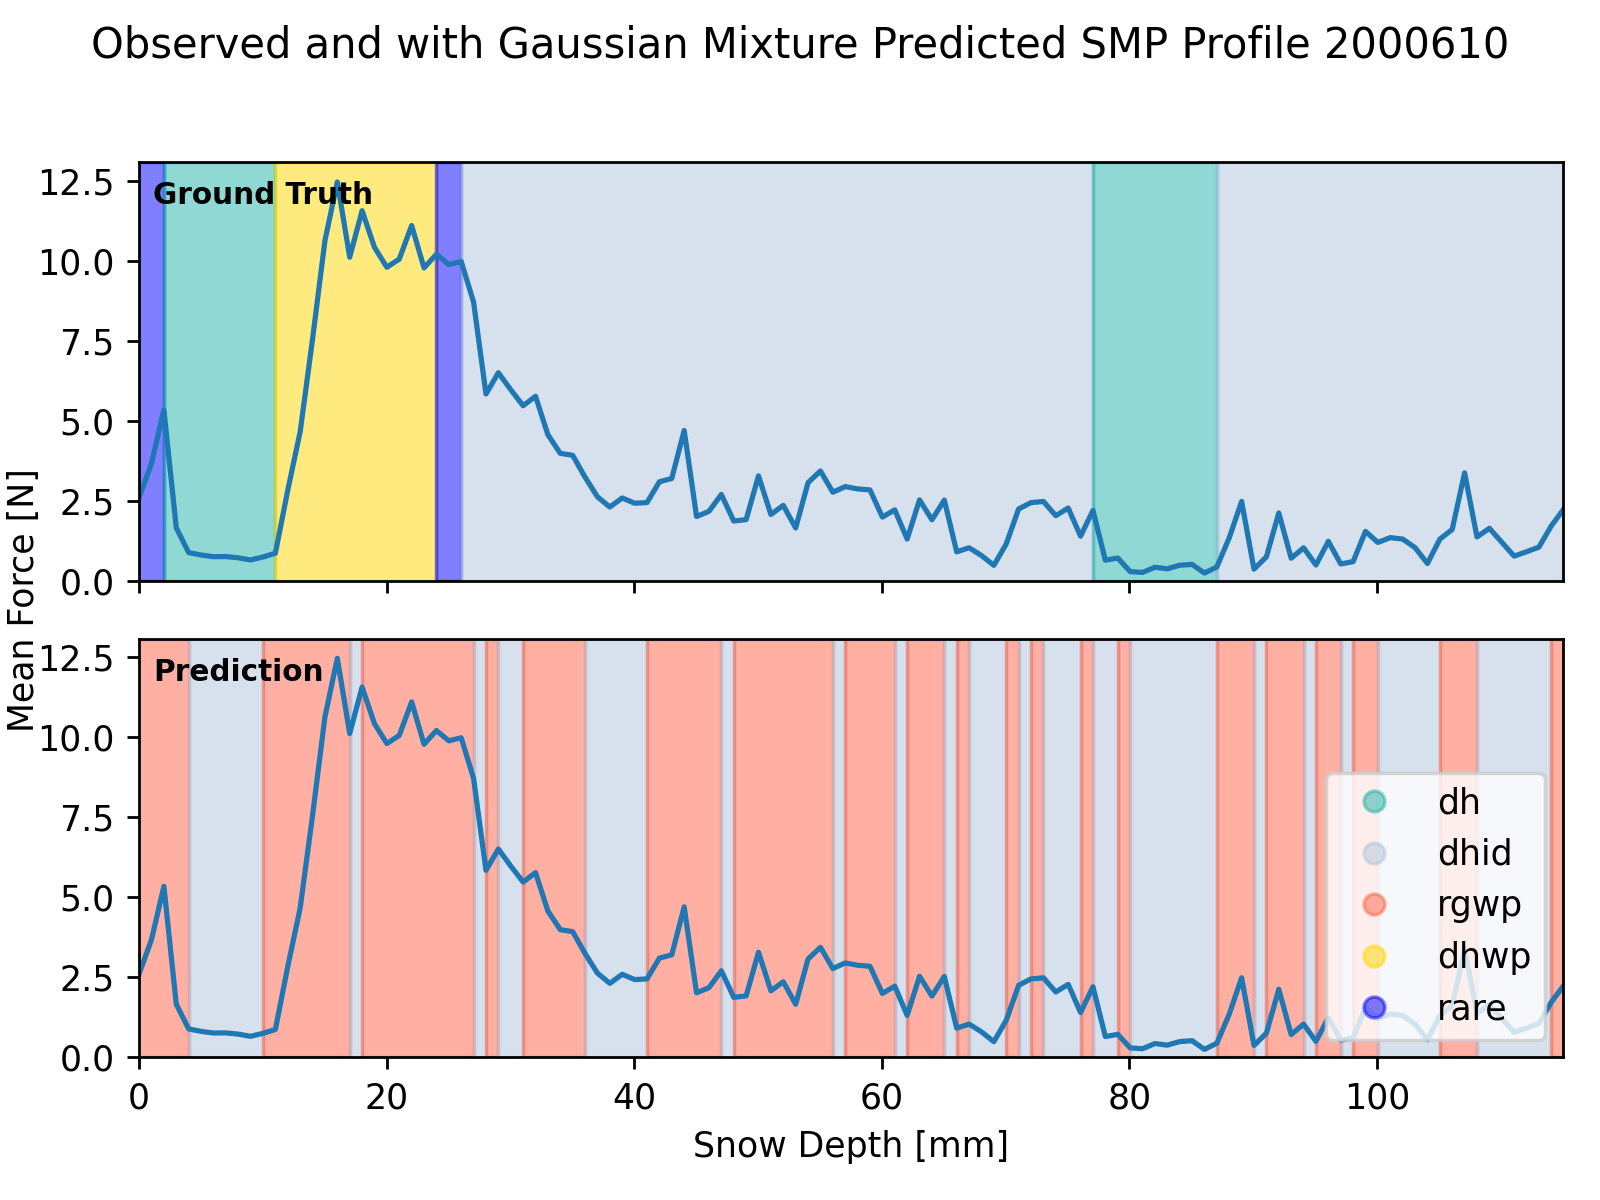 Observed and with Gaussian Mixture Predicted SMP Profile 2000610
Ground Truth
12.5
10.0
7.5
5.0
2.5
0.0
Mean Force [N]
Prediction
12.5
10.0
7.5
5.0
2.5
0.0
dh
dhid
rgwp
dhwp
rare
0 20 40 60 80 100
Snow Depth [mm]